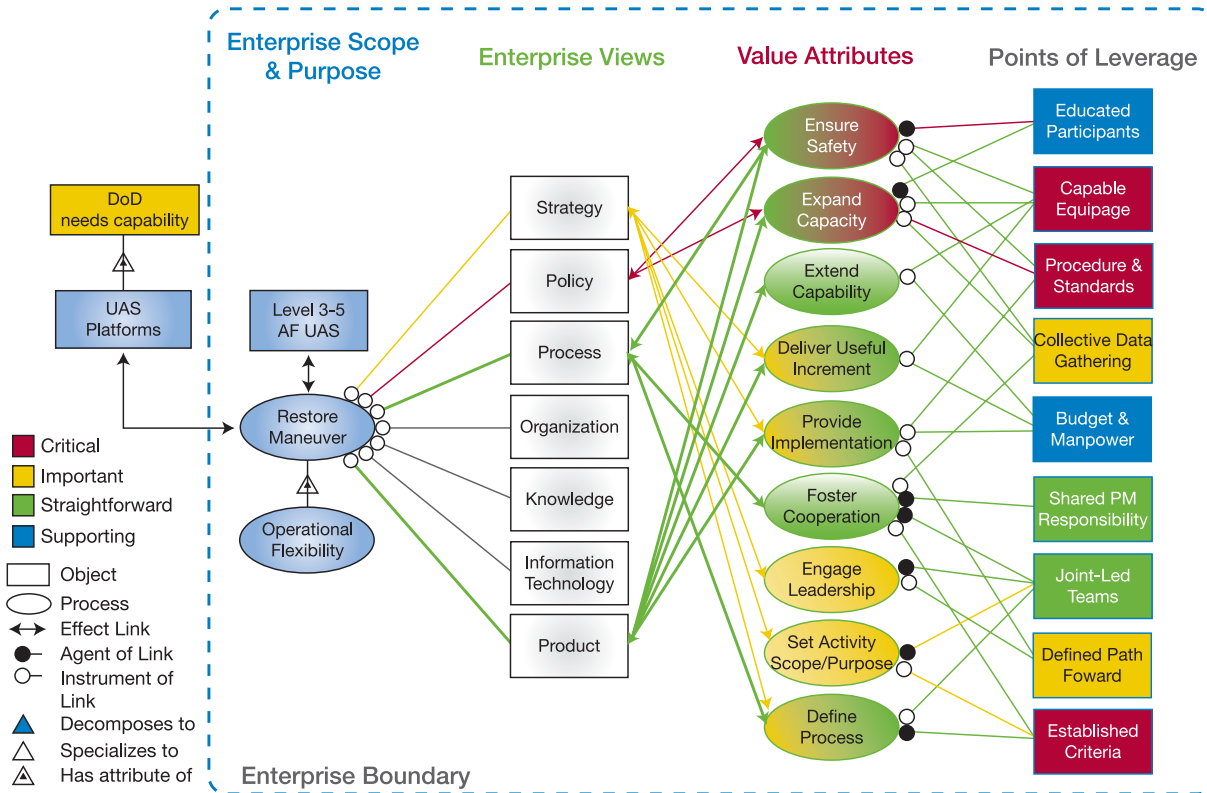 Enterprise Scope
& Purpose
Enterprise Views
Value Attributes
Points of Leverage
DoD
needs capability
UAS
Platforms
Level 3-5
AF UAS
Restore
Maneuver
Operational
Flexibility
Strategy
Policy
Process
Organization
Knowledge
Information
Technology
Product
Ensure
Safety
Expand
Capacity
Extend
Capability
Deliver Useful
Increment
Provide
Implementation
Foster
Cooperation
Engage
Leadership
Set Activity
Scope/Purpose
Define
Process
Educated
Participants
Capable
Equipage
Procedure &
Standards
Collective Data
Gathering
Budget &
Manpower
Shared PM
Responsibility
Joint-Led
Teams
Defined Path
Foward
Established
Criteria
Critical
Important
Straightforward
Supporting
Object
Process
Effect Link
Agent of Link
Instrument of
Link
Decomposes to
Specializes to
Has attribute of
Enterprise Boundary